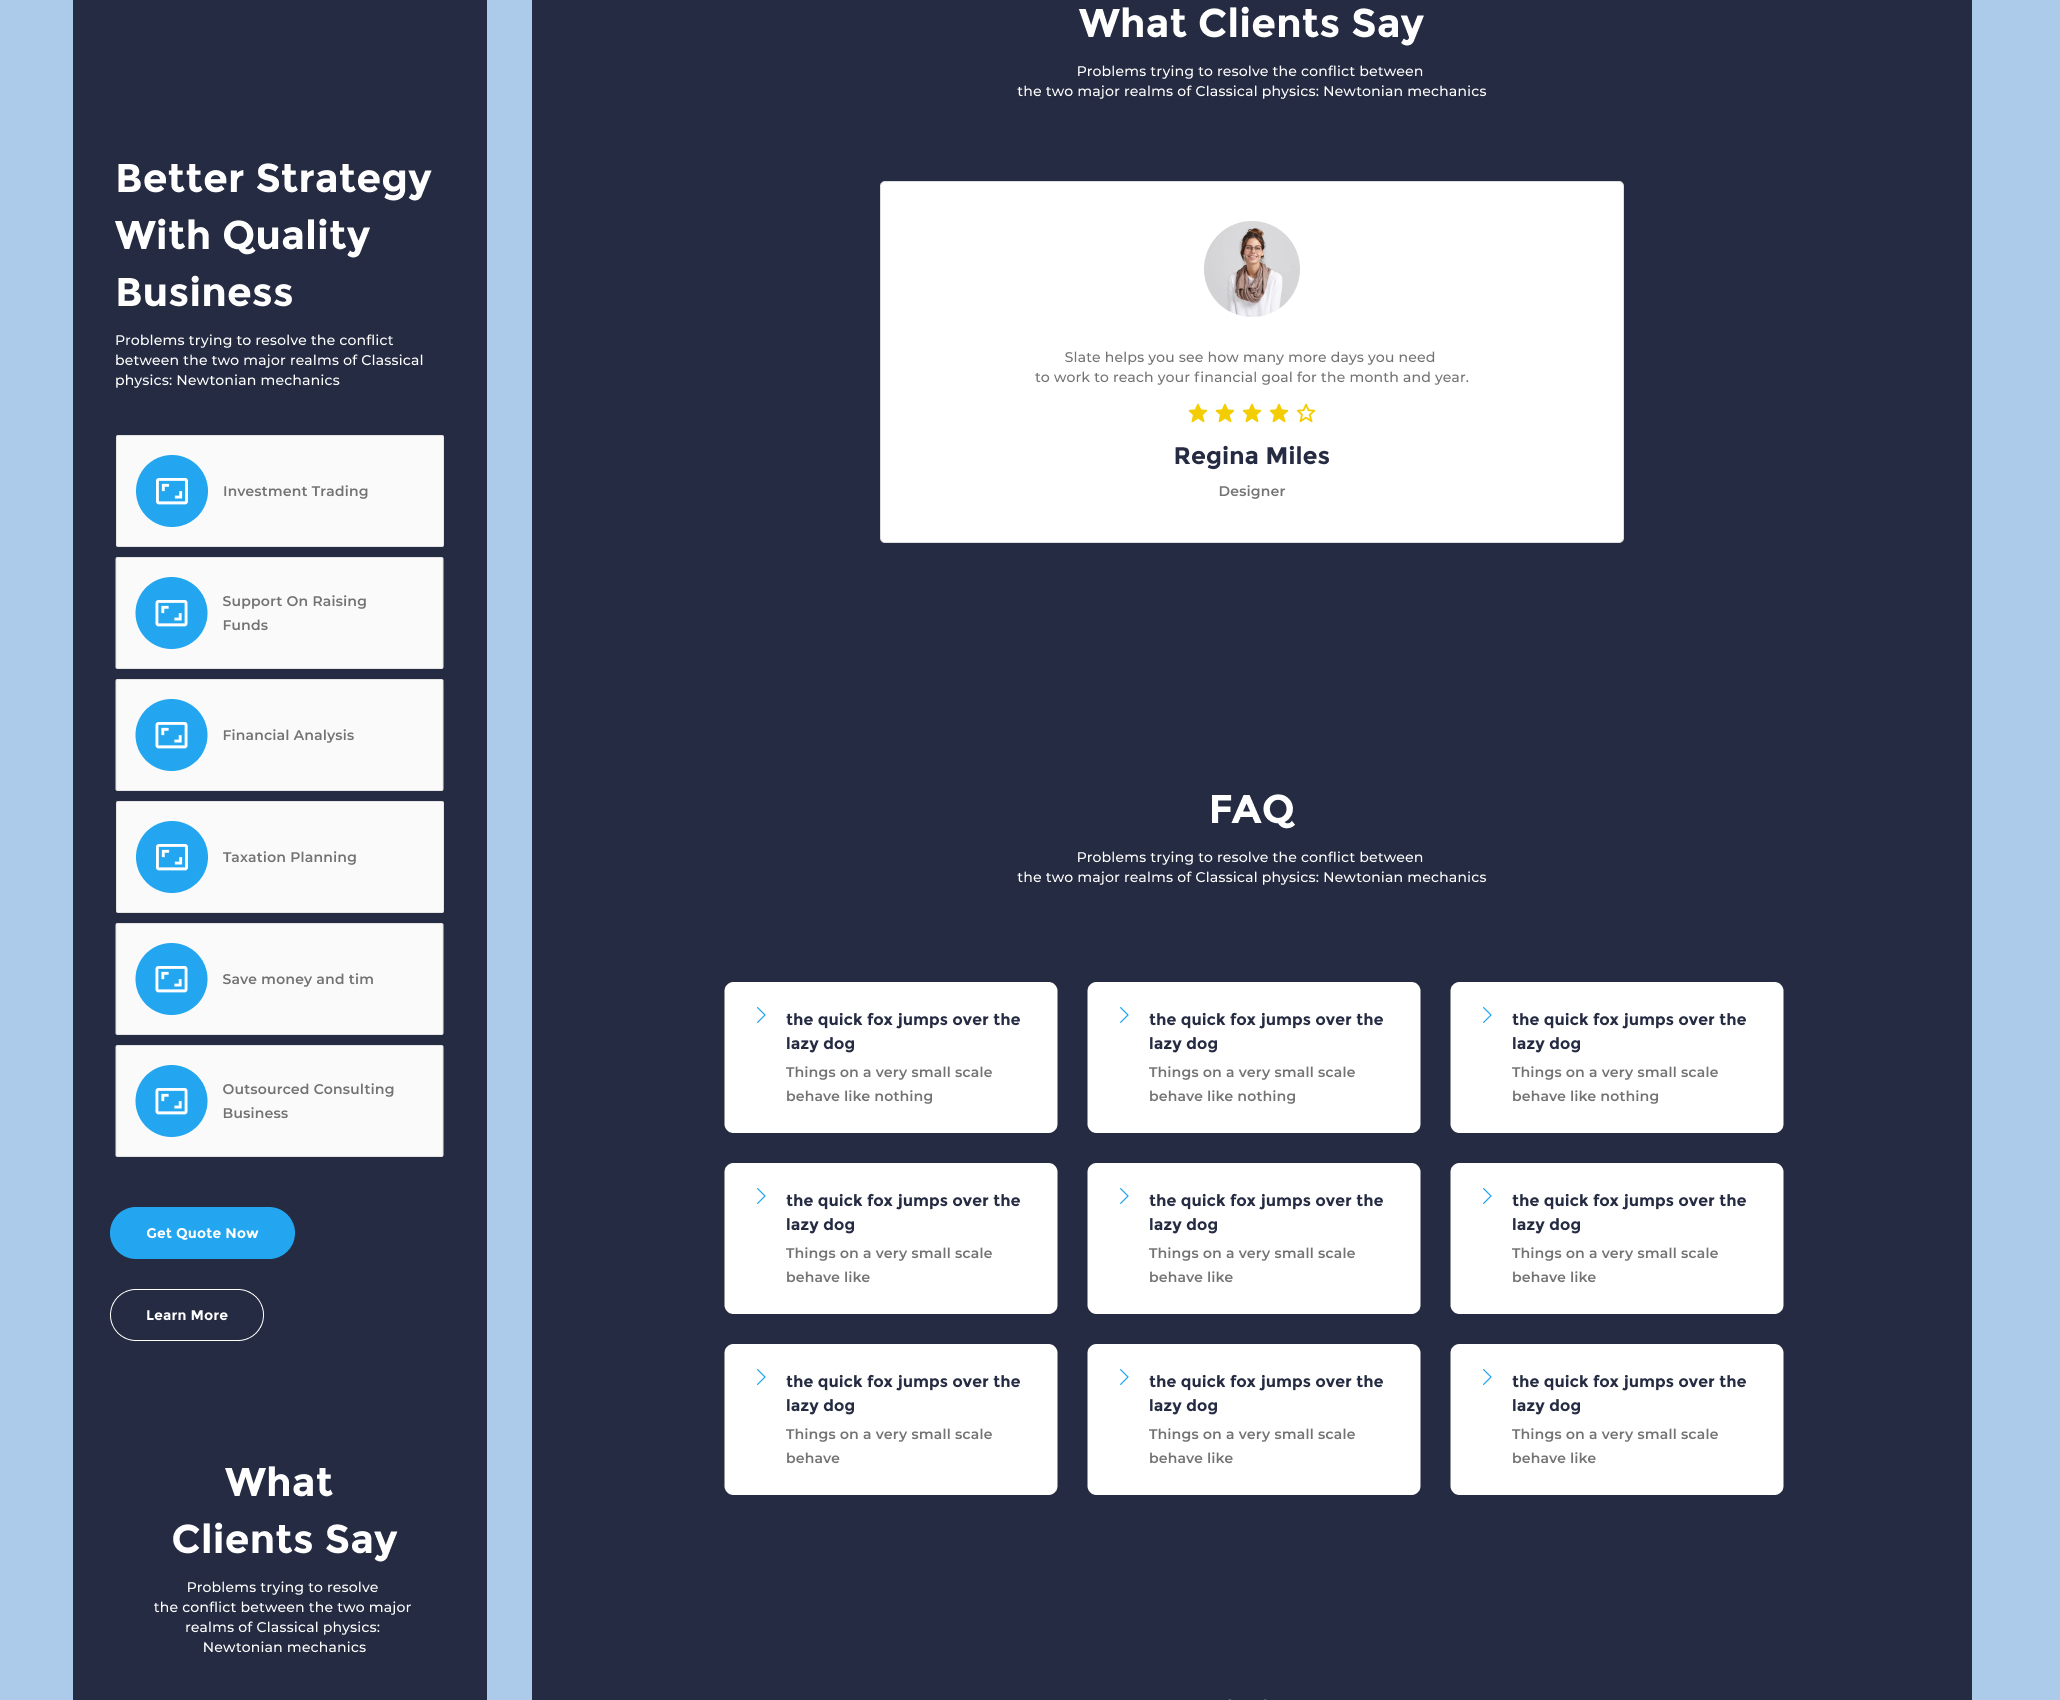 Better Strategy
With Quality
Business
Problems trying to resolve the conflict
between the two major realms of Classical
physics: Newtonian mechanics
Investment Trading
Support On Raising
Funds
Financial Analysis
Taxation Planning
Save money and tim
Outsourced Consulting
Business
Get Quote Now
Learn More
What
Clients Say
Problems trying to resolve
the conflict between the two major
realms of Classical physics:
Newtonian mechanics
What Clients Say
Problems trying to resolve the conflict between
the two major realms of Classical physics: Newtonian mechanics
Slate helps you see how many more days you need
to work to reach your financial goal for the month and year.
Regina Miles
Designer
FAQ
Problems trying to resolve the conflict between
the two major realms of Classical physics: Newtonian mechanics
the quick fox jumps over the
lazy dog
Things on a very small scale
behave like nothing
the quick fox jumps over the
lazy dog
Things on a very small scale
behave like nothing
the quick fox jumps over the
lazy dog
Things on a very small scale
behave like nothing
the quick fox jumps over the
lazy dog
Things on a very small scale
behave like
the quick fox jumps over the
lazy dog
Things on a very small scale
behave like
the quick fox jumps over the
lazy dog
Things on a very small scale
behave like
the quick fox jumps over the
lazy dog
Things on a very small scale
behave
the quick fox jumps over the
lazy dog
Things on a very small scale
behave like
the quick fox jumps over the
lazy dog
Things on a very small scale
behave like